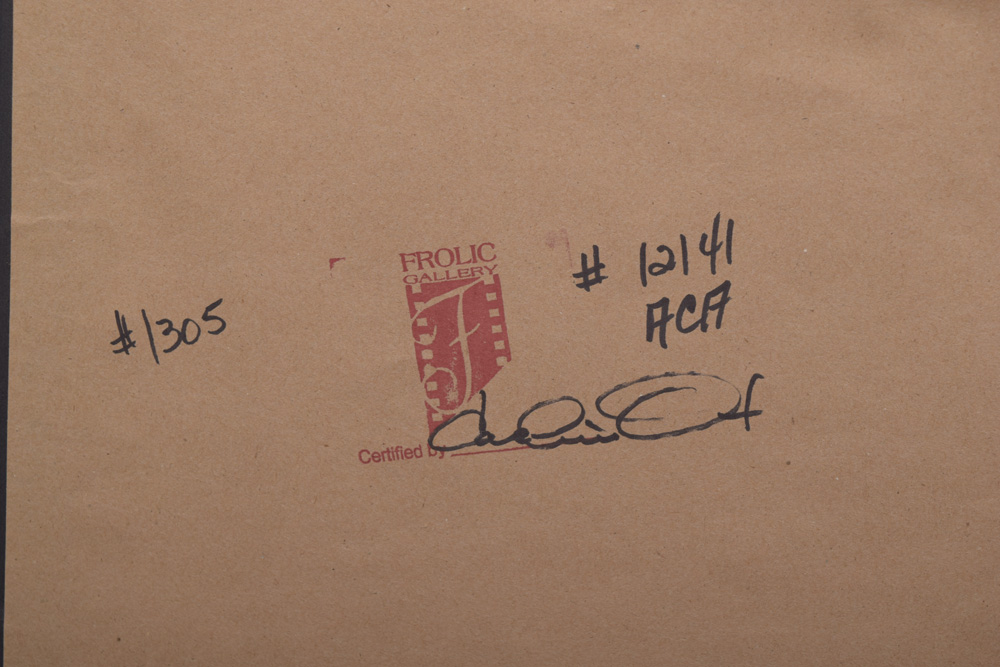 FROLIC
GALLERY
F
#1305
# 12141
ACA
Certified by